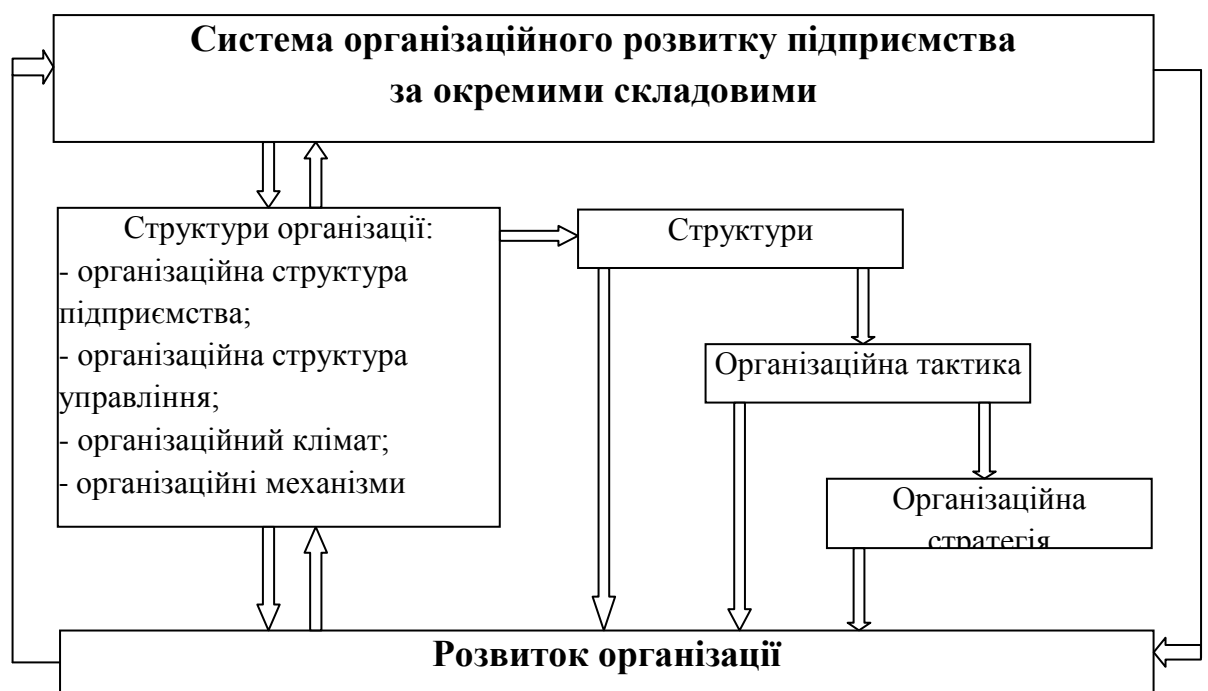 Система організаційного розвитку підприємства
за окремими складовими
Структури організації:
- організаційна структура
підприємства;
- організаційна структура
управління;
- організаційний клімат;
- організаційні механізми
Структури
Організаційна тактика
Організаційна
стратегія
Розвиток організації